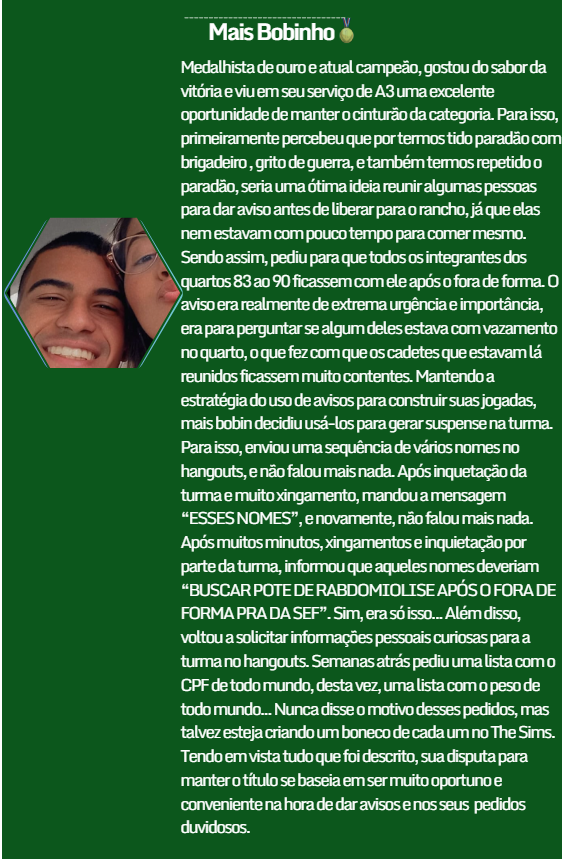 Mais Bobinho
Medalhista de ouro e atual campeão, gostou do sabor da
vitória e viu em seu serviço de A3 uma excelente
oportunidade de manter o cinturão da categoria. Para isso,
primeiramente percebeu que por termos tido paradão com
brigadeiro , grito de guerra, e também termos repetido o
paradão, seria uma ótima ideia reunir algumas pessoas
para dar aviso antes de liberar para o rancho, já que elas
nem estavam com pouco tempo para comer mesmo.
Sendo assim, pediu para que todos os integrantes dos
quartos 83 ao 90 ficassem com ele após o fora de forma. O
aviso era realmente de extrema urgência e importância,
era para perguntar se algum deles estava com vazamento
no quarto, o que fez com que os cadetes que estavam lá
reunidos ficassem muito contentes. Mantendo a
estratégia do uso de avisos para construir suas jogadas,
mais bobin decidiu usá-los para gerar suspense na turma.
Para isso, enviou uma sequência de vários nomes no
hangouts, e não falou mais nada. Após inquetação da
turma e muito xingamento, mandou a mensagem
“ESSES NOMES”, e novamente, não falou mais nada.
Após muitos minutos, xingamentos e inquietação por
parte da turma, informou que aqueles nomes deveriam
“BUSCAR POTE DE RABDOMIOLISE APÓS O FORA DE
FORMA PRA DA SEF”. Sim, era só isso... Além disso,
voltou a solicitar informações pessoais curiosas para a
turma no hangouts. Semanas atrás pediu uma lista com o
CPF de todo mundo, desta vez, uma lista com o peso de
todo mundo... Nunca disse o motivo desses pedidos, mas
talvez esteja criando um boneco de cada um no The Sims.
Tendo em vista tudo que foi descrito, sua disputa para
manter o título se baseia em ser muito oportuno e
conveniente na hora de dar avisos e nos seus pedidos
duvidosos.